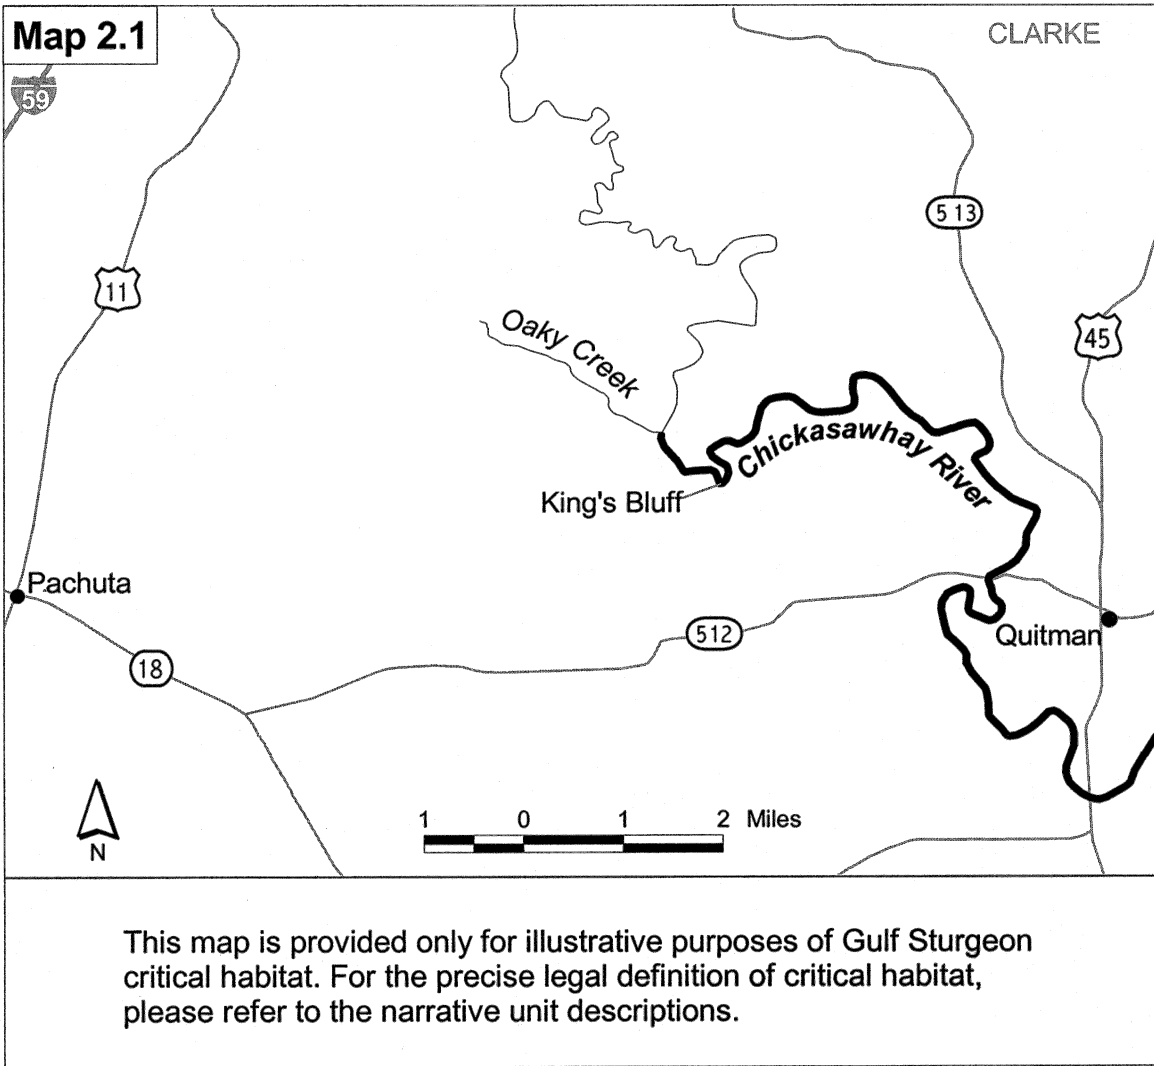 Map 2.1
CLARKE
59
5 13
11
45
Oaky Creek
Chickasawhay River
King's Bluff
Pachuta
Quitman
512
18
1 0 1 2 Miles
N
This map is provided only for illustrative purposes of Gulf Sturgeon
critical habitat. For the precise legal definition of critical habitat,
please refer to the narrative unit descriptions.